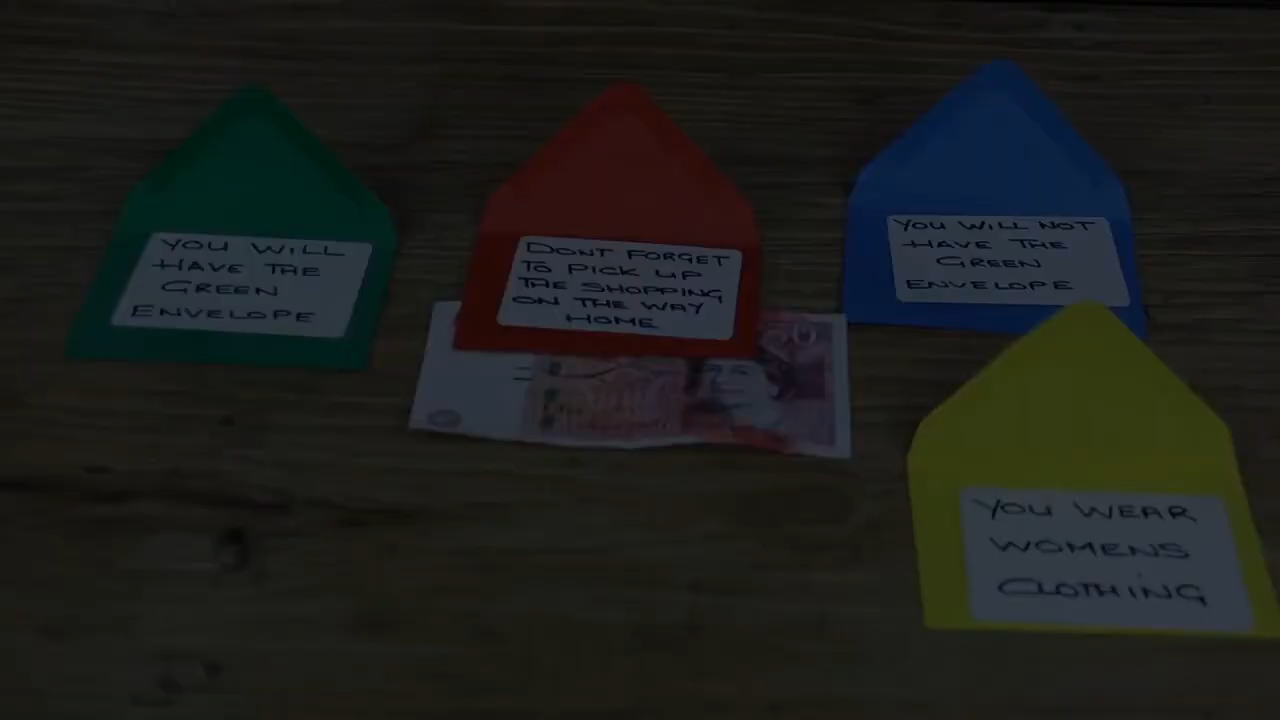 YOU WILL
HAVE THE
GREEN
ENVELOPE
DONT FORGET
TO PICK UP
THE SHOPPING
ON THE WAY
HOME
20
YOU WILL NOT
HAVE THE
GREEN
ENVELOPE
YOU WEAR
WOMENS
CLOTHING